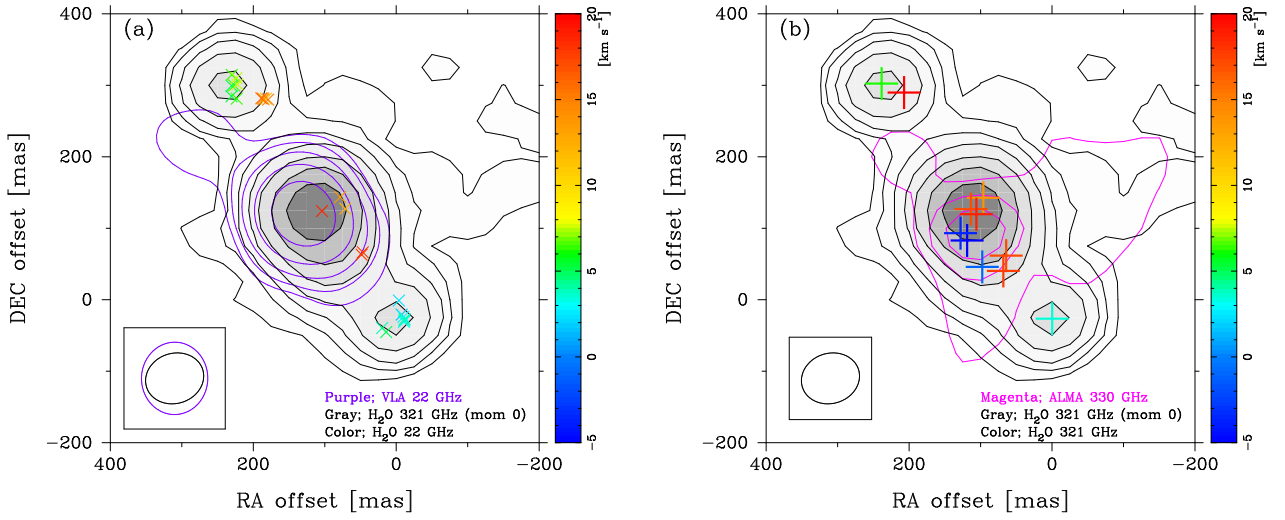 (a)
400
200
0
−200
DEC offset [mas]
400
200
0
−200
RA offset [mas]
Purple; VLA 22 GHz
Gray; H2O 321 GHz (mom 0)
Color; H2O 22 GHz
20
15
10
5
0
−5
[km s−1]
(b)
400
200
0
−200
DEC offset [mas]
400
200
0
−200
RA offset [mas]
Magenta; ALMA 330 GHz
Gray; H2O 321 GHz (mom 0)
Color; H2O 321 GHz
20
15
10
5
0
−5
[km s−1]